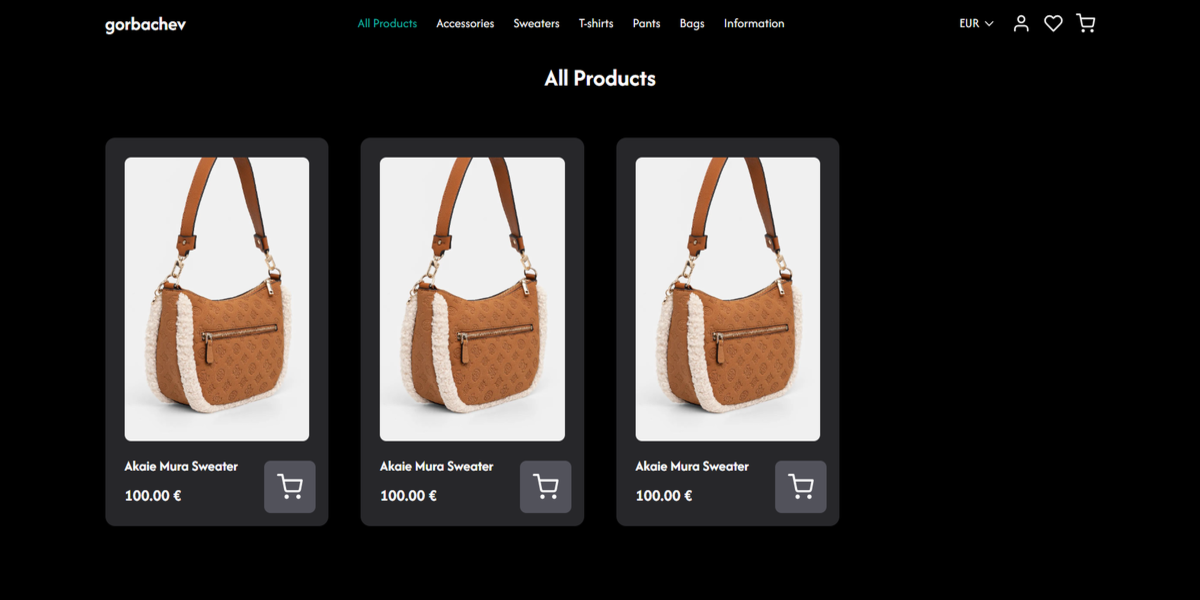 gorbachev
All Products Accessories Sweaters T-shirts Pants Bags Information
EUR
All Products
Akaie Mura Sweater
100.00 €
Akaie Mura Sweater
100.00 €
Akaie Mura Sweater
100.00 €